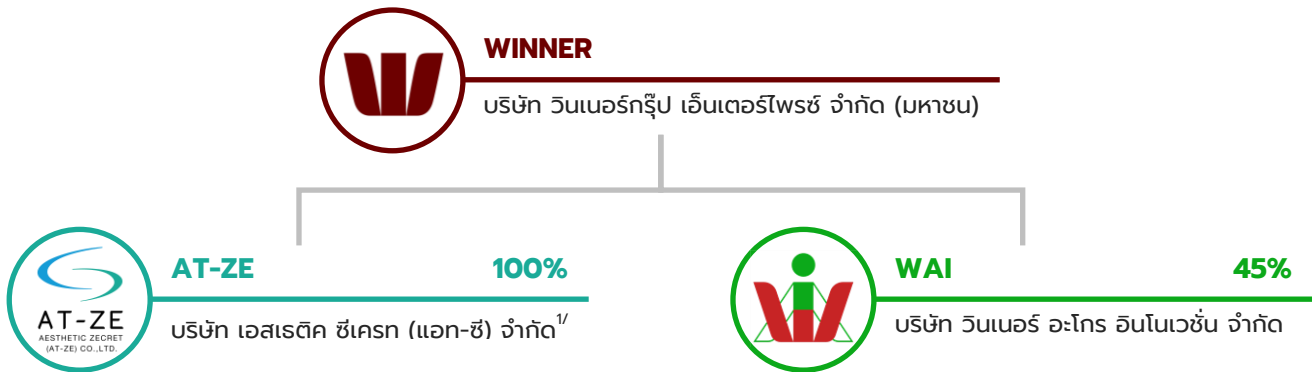 WINNER
บริษัท วินเนอร์กรุ๊ป เอ็นเตอร์ไพรซ์ จำกัด (มหาชน)
AT-ZE 100%
บริษัท เอสเธติค ซีเครท (แอท-ซี) จำกัด1/
AT-ZE
AESTHETIC ZECRET
(AT-ZE) CO.,LTD.
WAI 45%
บริษัท วินเนอร์ อะโกร อินโนเวชั่น จำกัด